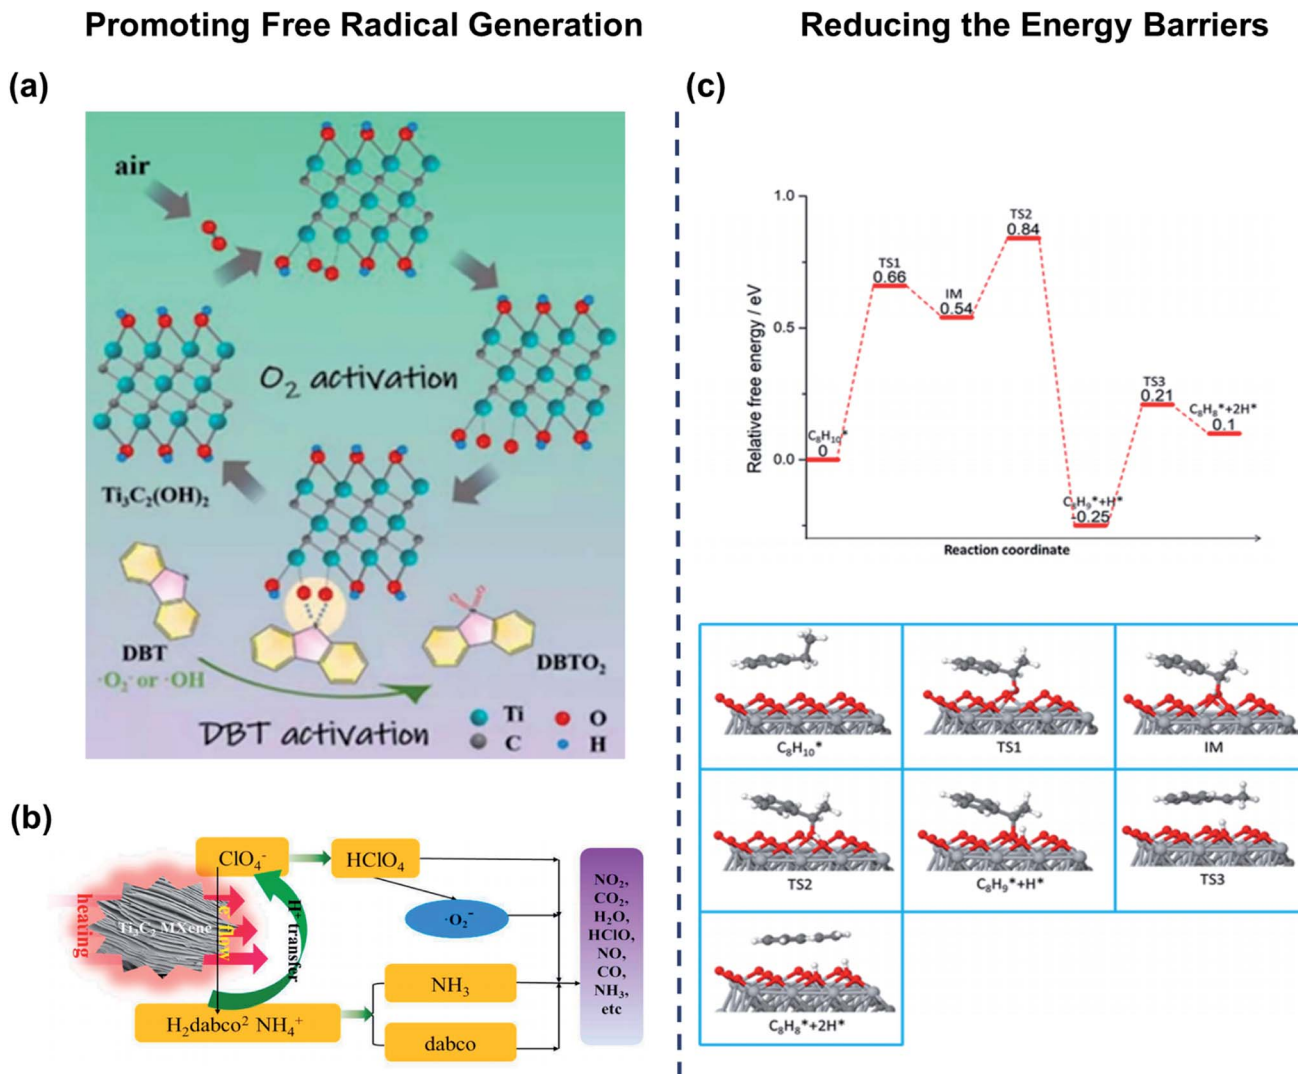 Promoting Free Radical Generation
Reducing the Energy Barriers
(a)
air
O₂ activation
Ti₃C₂(OH)₂
DBT
·O₂⁻ or ·OH
DBTO₂
DBT activation
Ti
O
C
H
(b)
heating
Ti₃C₂ MXene
ClO₄⁻
HClO₄
·O₂⁻
H⁺ transfer
H₂dabco² NH₄⁺
NH₃
dabco
NO₂,
CO₂,
H₂O,
HClO,
NO,
CO,
NH₃,
etc
(c)
Relative free energy / eV
1.0
0.5
0.0
C₈H₁₀*
0
TS1
0.66
IM
0.54
TS2
0.84
C₈H₉*+H*
-0.25
TS3
0.21
C₈H₈*+2H*
0.1
Reaction coordinate
C₈H₁₀*
TS1
IM
TS2
C₈H₉*+H*
TS3
C₈H₈*+2H*